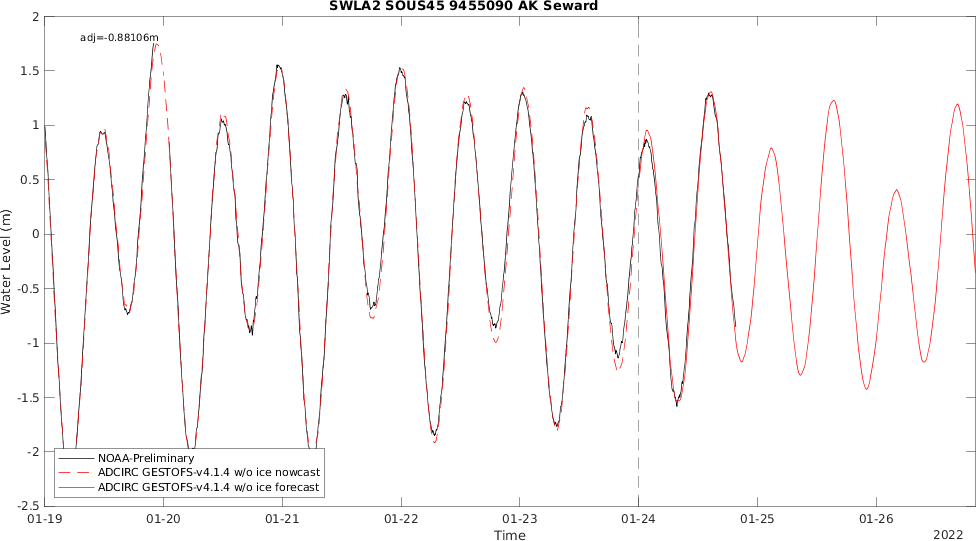 SWLA2 SOUS45 9455090 AK Seward
adj=-0.88106m
2
1.5
1
0.5
0
-0.5
-1
-1.5
-2
-2.5
Water Level (m)
NOAA-Preliminary
ADCIRC GESTOFS-v4.1.4 w/o ice nowcast
ADCIRC GESTOFS-v4.1.4 w/o ice forecast
01-19 01-20 01-21 01-22 01-23 01-24 01-25 01-26
Time
2022